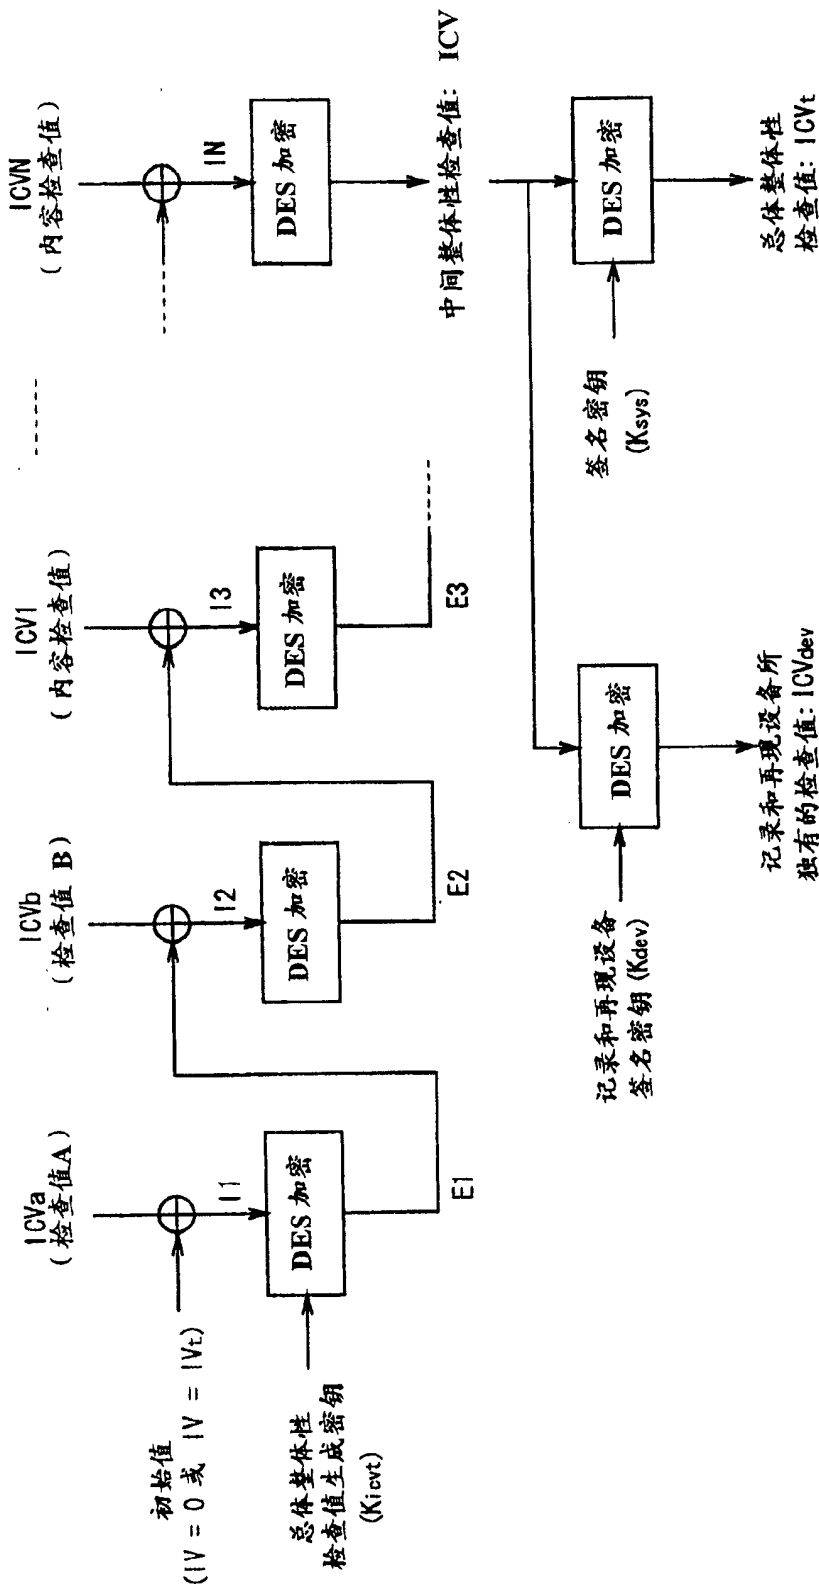 ICVa
(检查值A)
ICVb
(检查值 B)
ICV1
(内容检查值)
ICVN
(内容检查值)
初始值
(IV = 0 或 IV = IVt)
I1
I2
I3
IN
总体整体性
检查值生成密钥
(Kicvt)
DES 加密
DES 加密
DES 加密
DES 加密
E1
E2
E3
中间整体性检查值: ICV
记录和再现设备
签名密钥(Kdev)
DES 加密
签名密钥
(Ksys)
DES 加密
记录和再现设备所
独有的检查值: ICVdev
总体整体性
检查值: ICVt